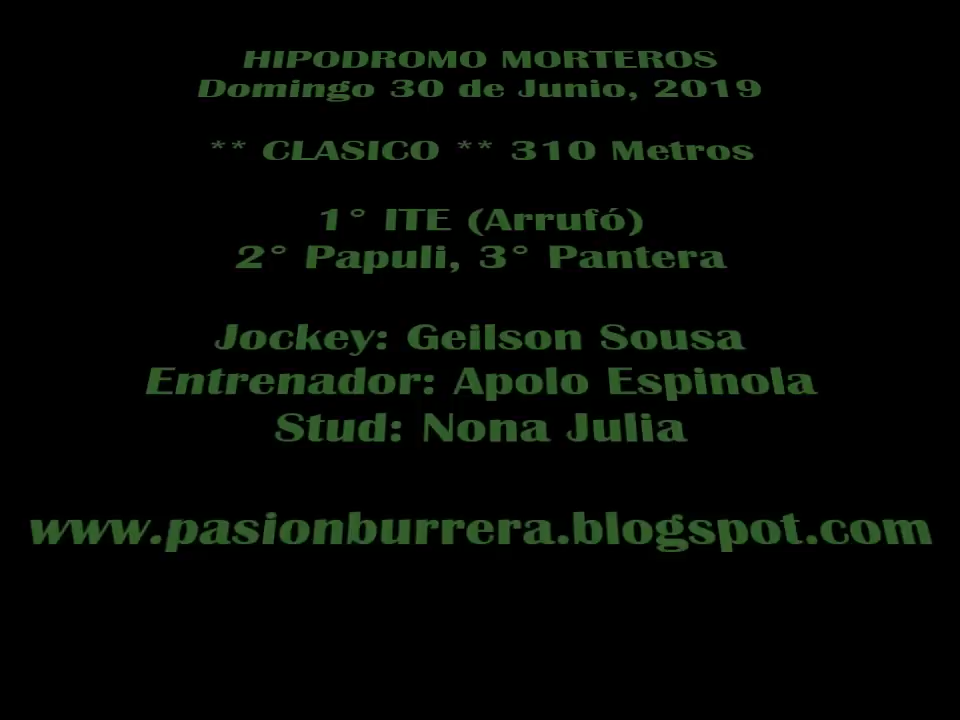 HIPODROMO MORTEROS
Domingo 30 de Junio, 2019
** CLASICO ** 310 Metros
1° ITE (Arrufó)
2° Papuli, 3° Pantera
Jockey: Geilson Sousa
Entrenador: Apolo Espinola
Stud: Nona Julia
www.pasionburrera.blogspot.com